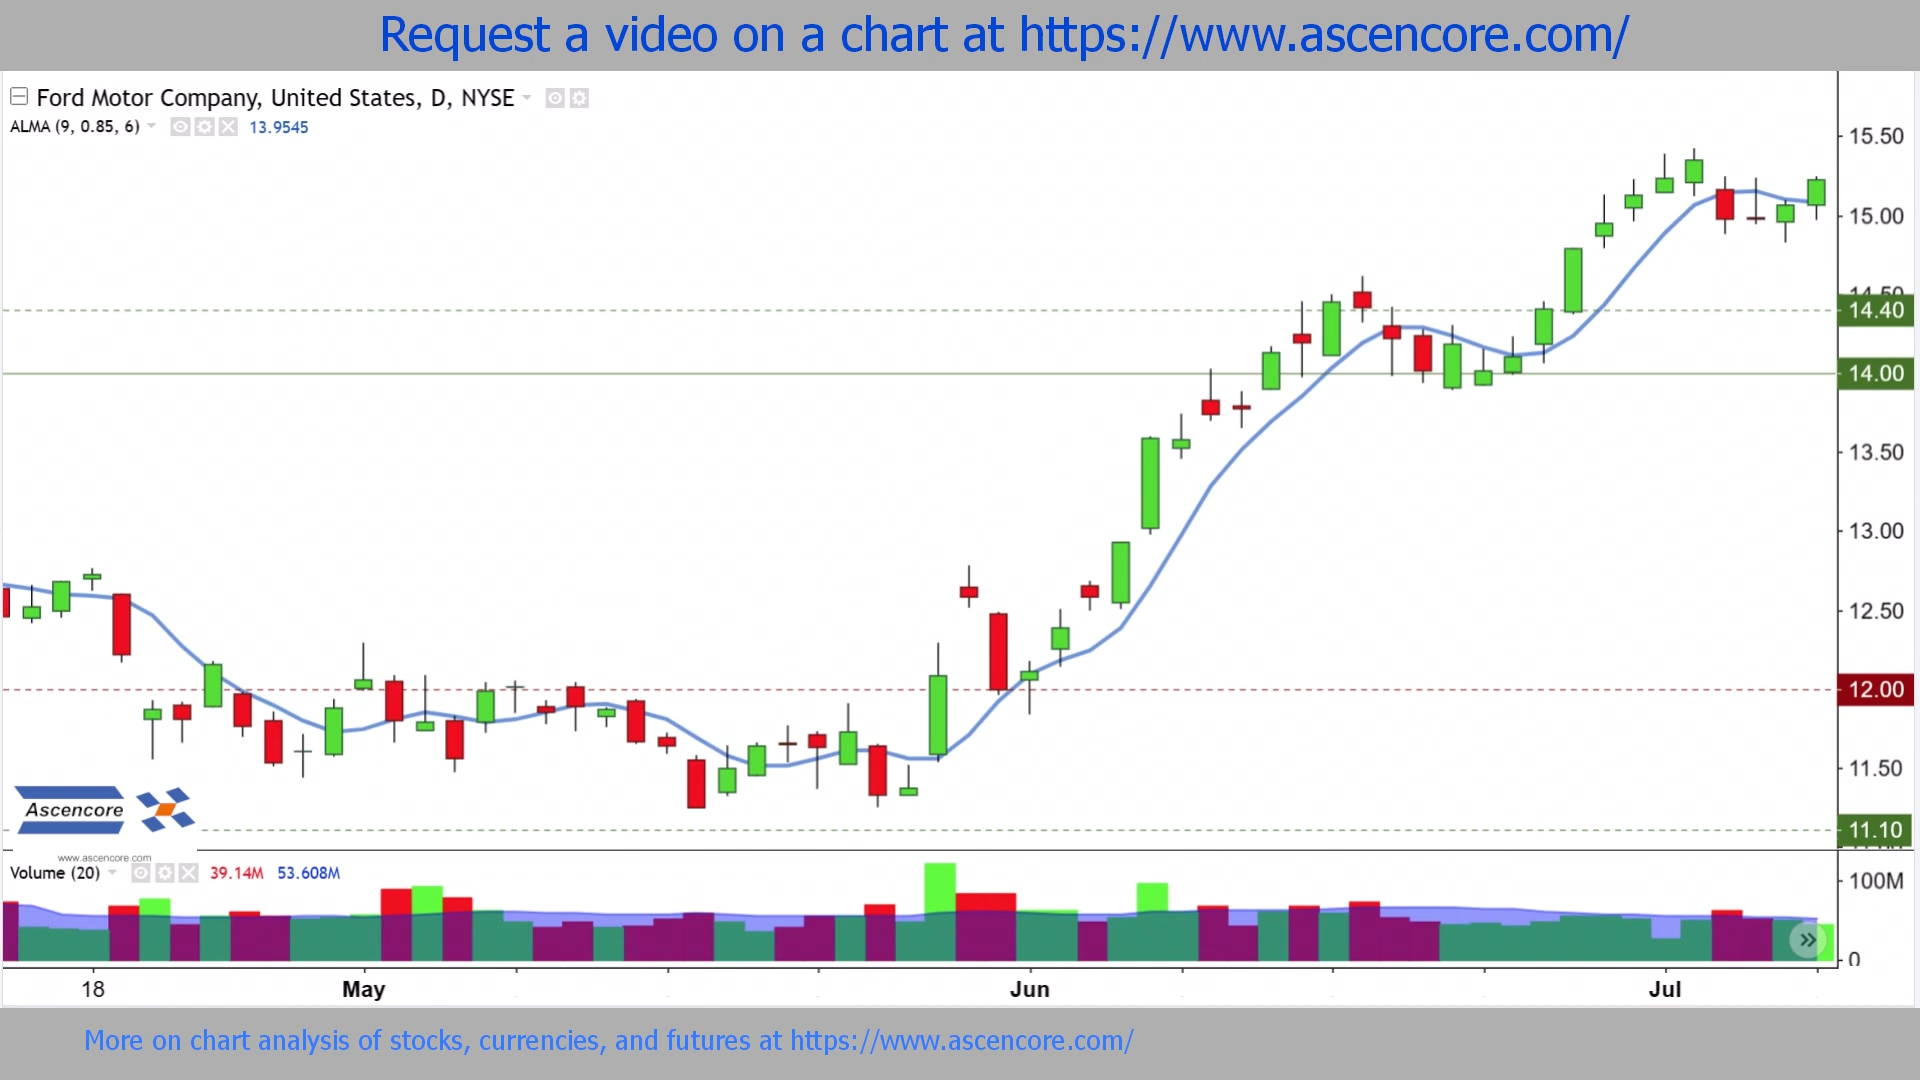 Request a video on a chart at https://www.ascencore.com/
Ford Motor Company, United States, D, NYSE
ALMA (9, 0.85, 6) 13.9545
15.50
15.00
14.50
14.40
14.00
13.50
13.00
12.50
12.00
11.50
11.10
Ascencore
www.ascencore.com
Volume (20) 39.14M 53.608M
100M
0
18 May Jun Jul
More on chart analysis of stocks, currencies, and futures at https://www.ascencore.com/